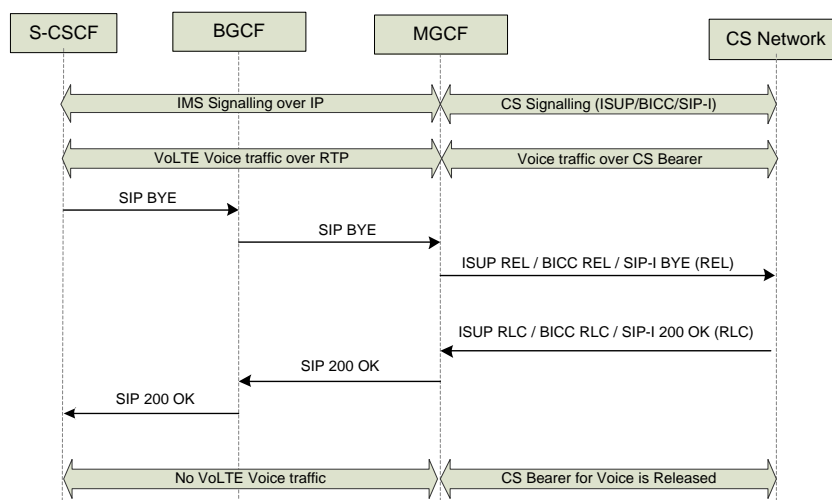 S-CSCF
BGCF
MGCF
CS Network
IMS Signalling over IP
CS Signalling (ISUP/BICC/SIP-I)
VoLTE Voice traffic over RTP
Voice traffic over CS Bearer
SIP BYE
SIP BYE
ISUP REL / BICC REL / SIP-I BYE (REL)
ISUP RLC / BICC RLC / SIP-I 200 OK (RLC)
SIP 200 OK
SIP 200 OK
No VoLTE Voice traffic
CS Bearer for Voice is Released